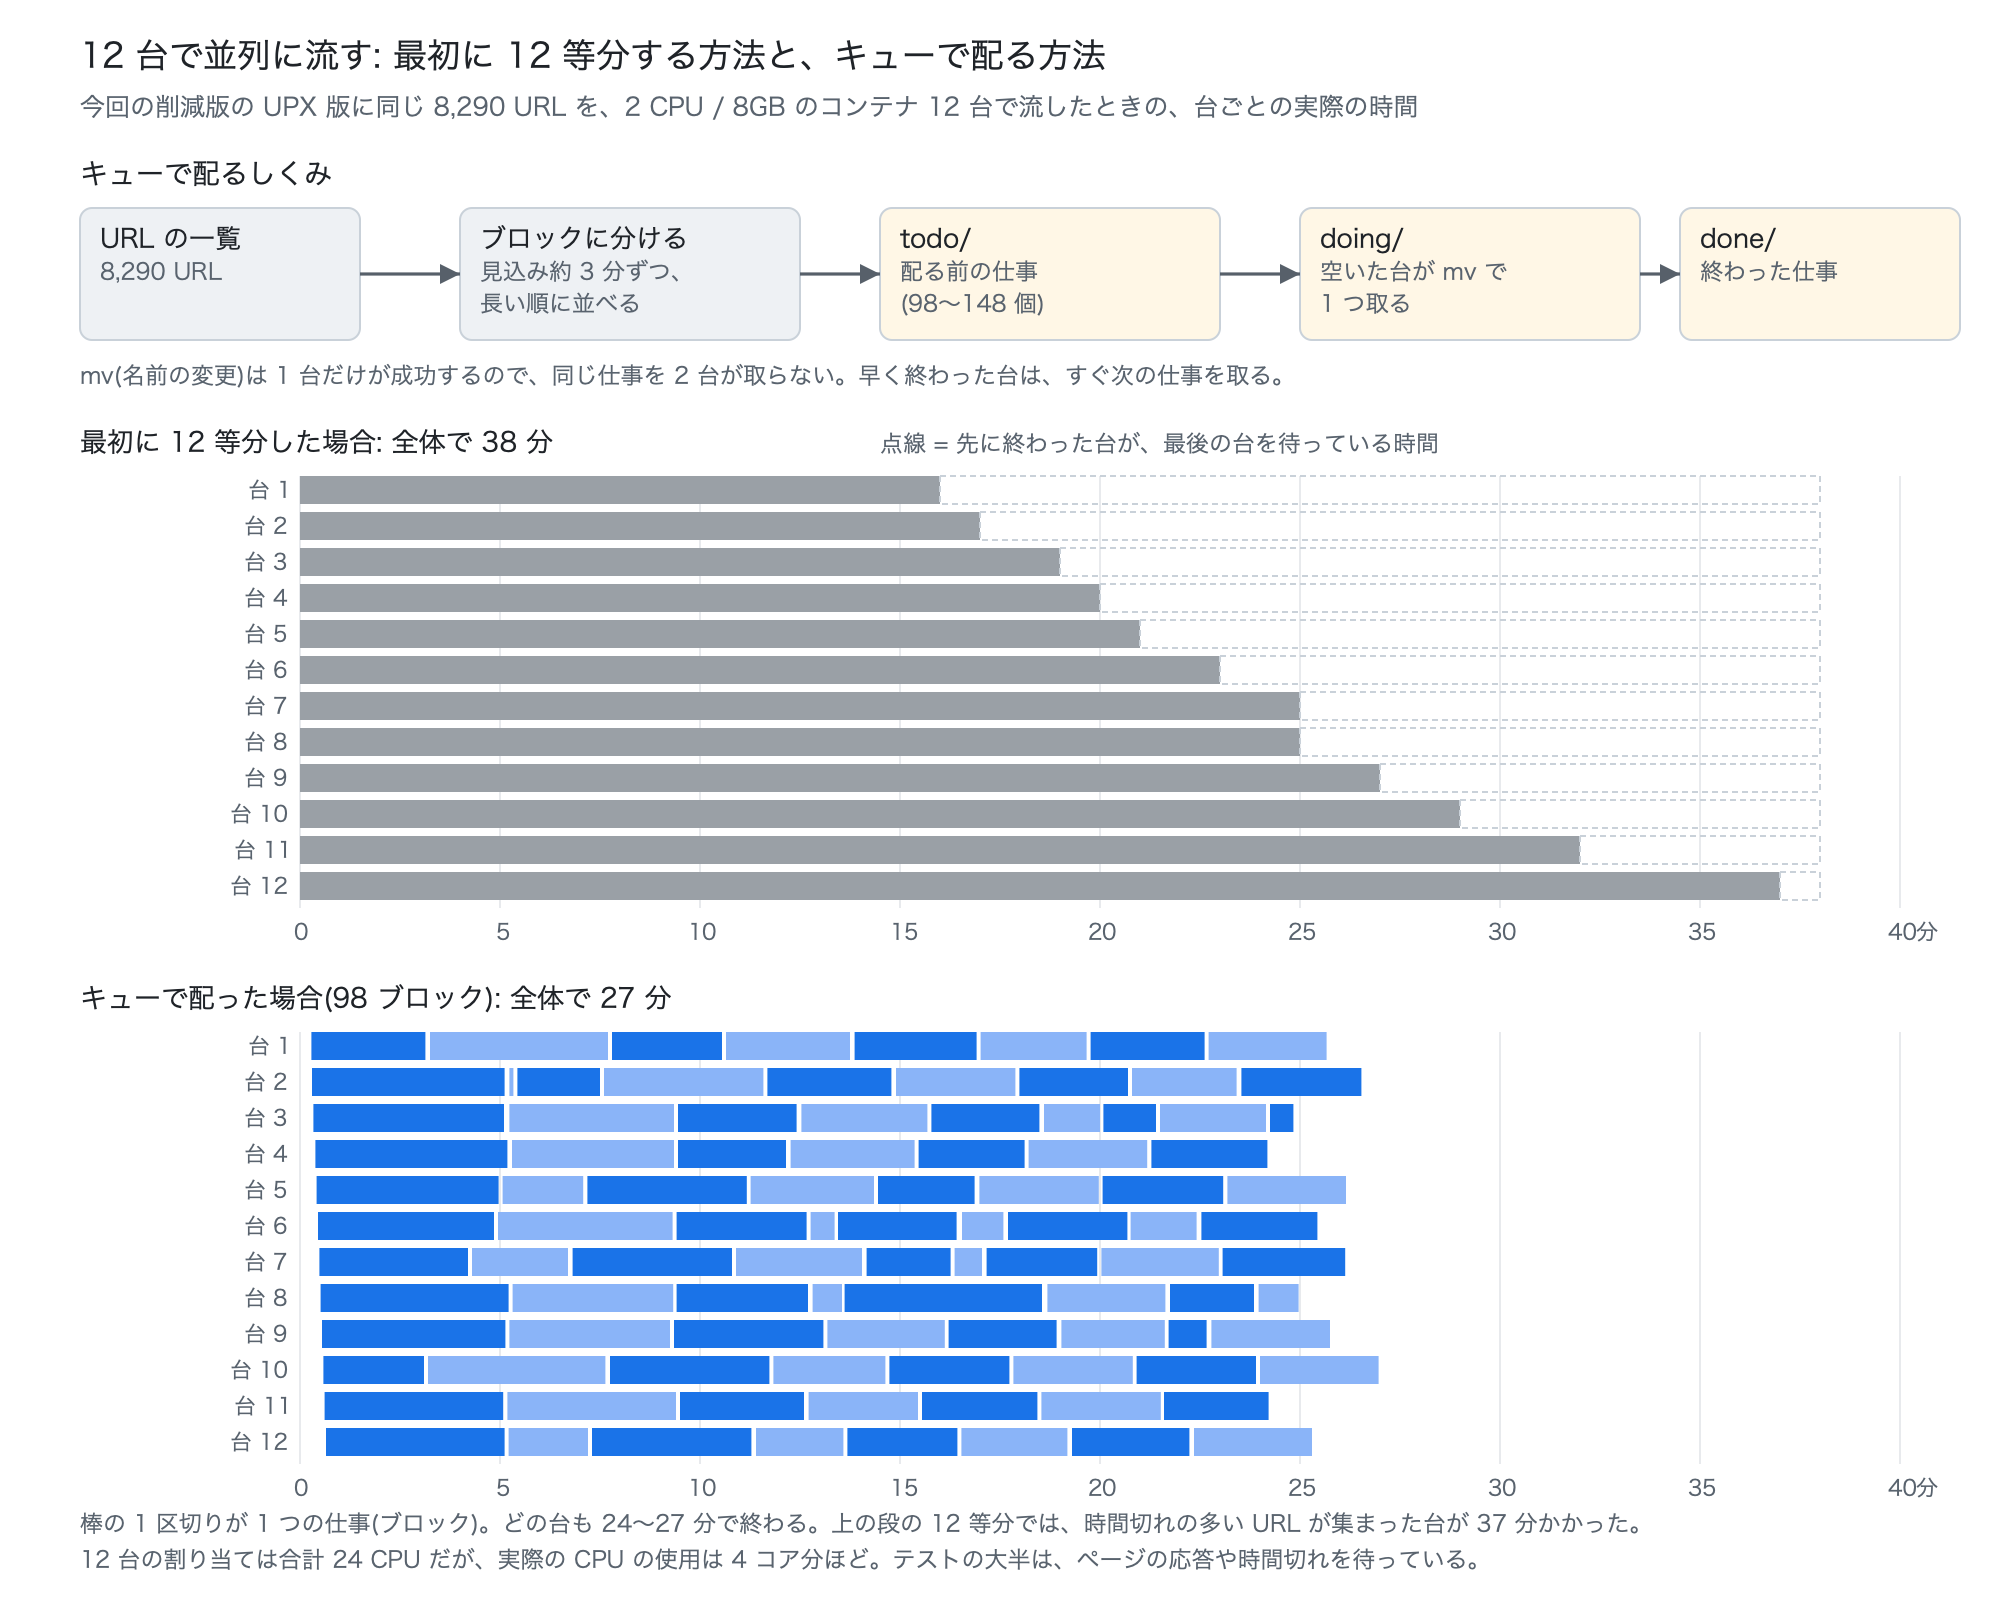 12 台で並列に流す: 最初に 12 等分する方法と、キューで配る方法
今回の削減版の UPX 版に同じ 8,290 URL を、2 CPU / 8GB のコンテナ 12 台で流したときの、台ごとの実際の時間
キューで配るしくみ
URL の一覧
8,290 URL
ブロックに分ける
見込み約 3 分ずつ、
長い順に並べる
todo/
配る前の仕事
(98〜148 個)
doing/
空いた台が mv で
1 つ取る
done/
終わった仕事
mv(名前の変更)は 1 台だけが成功するので、同じ仕事を 2 台が取らない。早く終わった台は、すぐ次の仕事を取る。
最初に 12 等分した場合: 全体で 38 分
点線 = 先に終わった台が、最後の台を待っている時間
台 1
台 2
台 3
台 4
台 5
台 6
台 7
台 8
台 9
台 10
台 11
台 12
0 5 10 15 20 25 30 35 40分
キューで配った場合(98 ブロック): 全体で 27 分
台 1
台 2
台 3
台 4
台 5
台 6
台 7
台 8
台 9
台 10
台 11
台 12
0 5 10 15 20 25 30 35 40分
棒の 1 区切りが 1 つの仕事(ブロック)。どの台も 24〜27 分で終わる。上の段の 12 等分では、時間切れの多い URL が集まった台が 37 分かかった。
12 台の割り当ては合計 24 CPU だが、実際の CPU の使用は 4 コア分ほど。テストの大半は、ページの応答や時間切れを待っている。